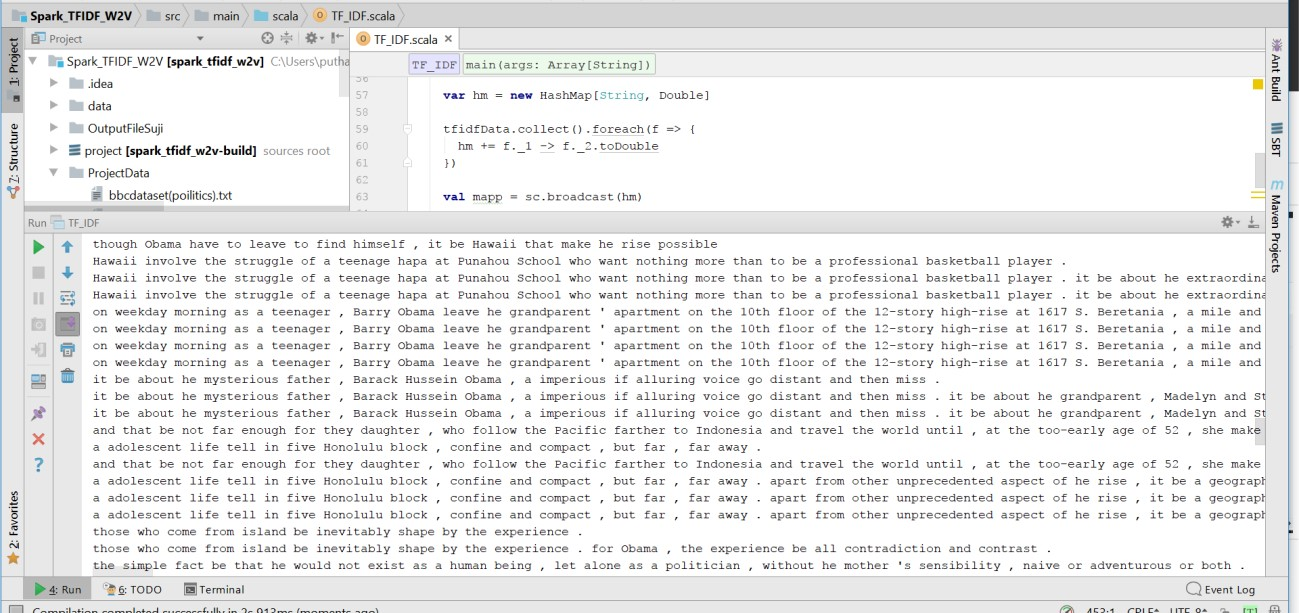 Spark_TFIDF_W2V src main scala TF_IDF.scala
1: Project
7: Structure
2: Favorites
Project
Spark_TFIDF_W2V [spark_tfidf_w2v] C:\Users\putha
.idea
data
OutputFileSuji
project [spark_tfidf_w2v-build] sources root
ProjectData
bbcdataset(poilitics).txt
TF_IDF.scala
TF_IDF main(args: Array[String])
56
57 var hm = new HashMap[String, Double]
58
59 tfidfData.collect().foreach(f => {
60 hm += f._1 -> f._2.toDouble
61 })
62
63 val mapp = sc.broadcast(hm)
Ant Build
SBT
Maven Projects
Run TF_IDF
though Obama have to leave to find himself , it be Hawaii that make he rise possible
Hawaii involve the struggle of a teenage hapa at Punahou School who want nothing more than to be a professional basketball player .
Hawaii involve the struggle of a teenage hapa at Punahou School who want nothing more than to be a professional basketball player . it be about he extraordina
Hawaii involve the struggle of a teenage hapa at Punahou School who want nothing more than to be a professional basketball player . it be about he extraordina
on weekday morning as a teenager , Barry Obama leave he grandparent ' apartment on the 10th floor of the 12-story high-rise at 1617 S. Beretania , a mile and
on weekday morning as a teenager , Barry Obama leave he grandparent ' apartment on the 10th floor of the 12-story high-rise at 1617 S. Beretania , a mile and
on weekday morning as a teenager , Barry Obama leave he grandparent ' apartment on the 10th floor of the 12-story high-rise at 1617 S. Beretania , a mile and
on weekday morning as a teenager , Barry Obama leave he grandparent ' apartment on the 10th floor of the 12-story high-rise at 1617 S. Beretania , a mile and
it be about he mysterious father , Barack Hussein Obama , a imperious if alluring voice go distant and then miss .
it be about he mysterious father , Barack Hussein Obama , a imperious if alluring voice go distant and then miss . it be about he grandparent , Madelyn and St
it be about he mysterious father , Barack Hussein Obama , a imperious if alluring voice go distant and then miss . it be about he grandparent , Madelyn and St
and that be not far enough for they daughter , who follow the Pacific farther to Indonesia and travel the world until , at the too-early age of 52 , she make
a adolescent life tell in five Honolulu block , confine and compact , but far , far away .
and that be not far enough for they daughter , who follow the Pacific farther to Indonesia and travel the world until , at the too-early age of 52 , she make
a adolescent life tell in five Honolulu block , confine and compact , but far , far away . apart from other unprecedented aspect of he rise , it be a geograph
a adolescent life tell in five Honolulu block , confine and compact , but far , far away . apart from other unprecedented aspect of he rise , it be a geograph
a adolescent life tell in five Honolulu block , confine and compact , but far , far away . apart from other unprecedented aspect of he rise , it be a geograph
those who come from island be inevitably shape by the experience .
those who come from island be inevitably shape by the experience . for Obama , the experience be all contradiction and contrast .
the simple fact be that he would not exist as a human being , let alone as a politician , without he mother 's sensibility , naive or adventurous or both .
4: Run 6: TODO Terminal Event Log
Compilation completed successfully in 2s 913ms (moments ago) 453:1 CRLF UTF-8